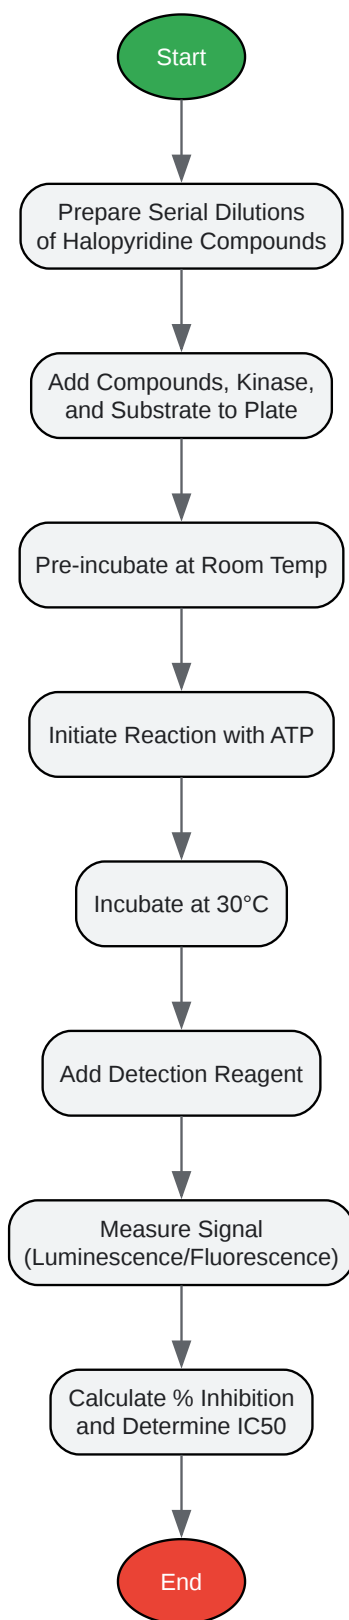 Start
Prepare Serial Dilutions
of Halopyridine Compounds
Add Compounds, Kinase,
and Substrate to Plate
Pre-incubate at Room Temp
Initiate Reaction with ATP
Incubate at 30°C
Add Detection Reagent
Measure Signal
(Luminescence/Fluorescence)
Calculate % Inhibition
and Determine IC50
End